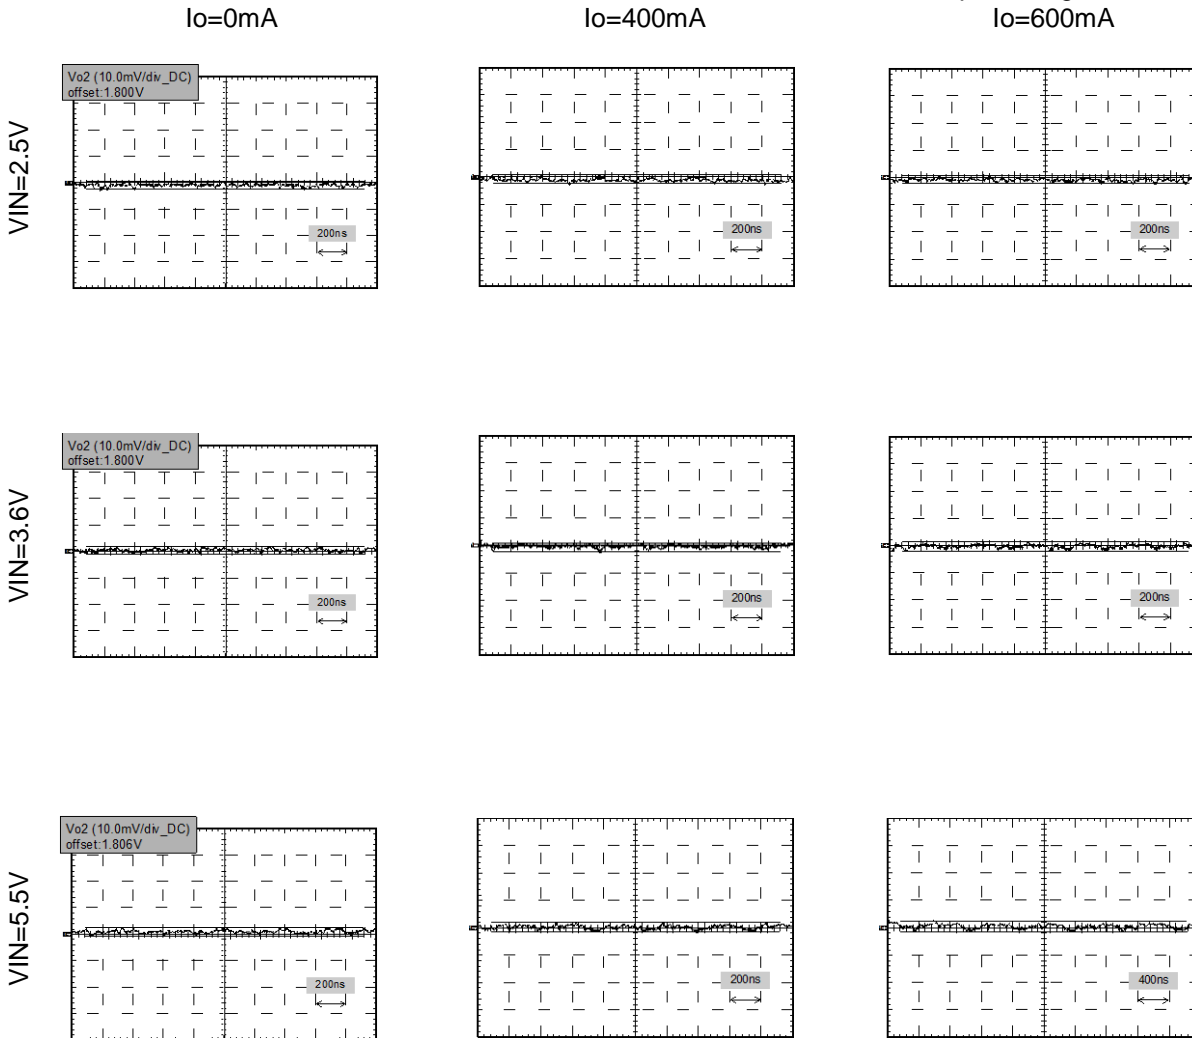 Io=0mA
Io=400mA
Io=600mA
VIN=2.5V
Vo2 (10.0mV/div_DC)
offset:1.800V
200ns
200ns
200ns
VIN=3.6V
Vo2 (10.0mV/div_DC)
offset:1.800V
200ns
200ns
200ns
VIN=5.5V
Vo2 (10.0mV/div_DC)
offset:1.806V
200ns
200ns
400ns